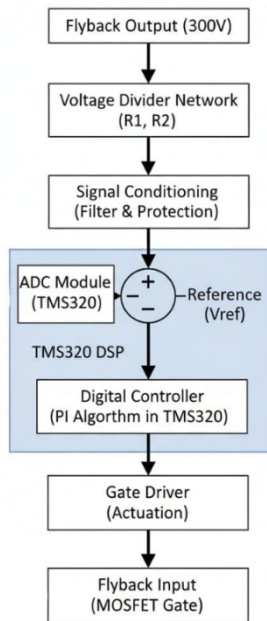 Flyback Output (300V)
Voltage Divider Network
(R1, R2)
Signal Conditioning
(Filter & Protection)
ADC Module
(TMS320)
+
−
−
Reference
(Vref)
TMS320 DSP
Digital Controller
(PI Algorthm in TMS320)
Gate Driver
(Actuation)
Flyback Input
(MOSFET Gate)